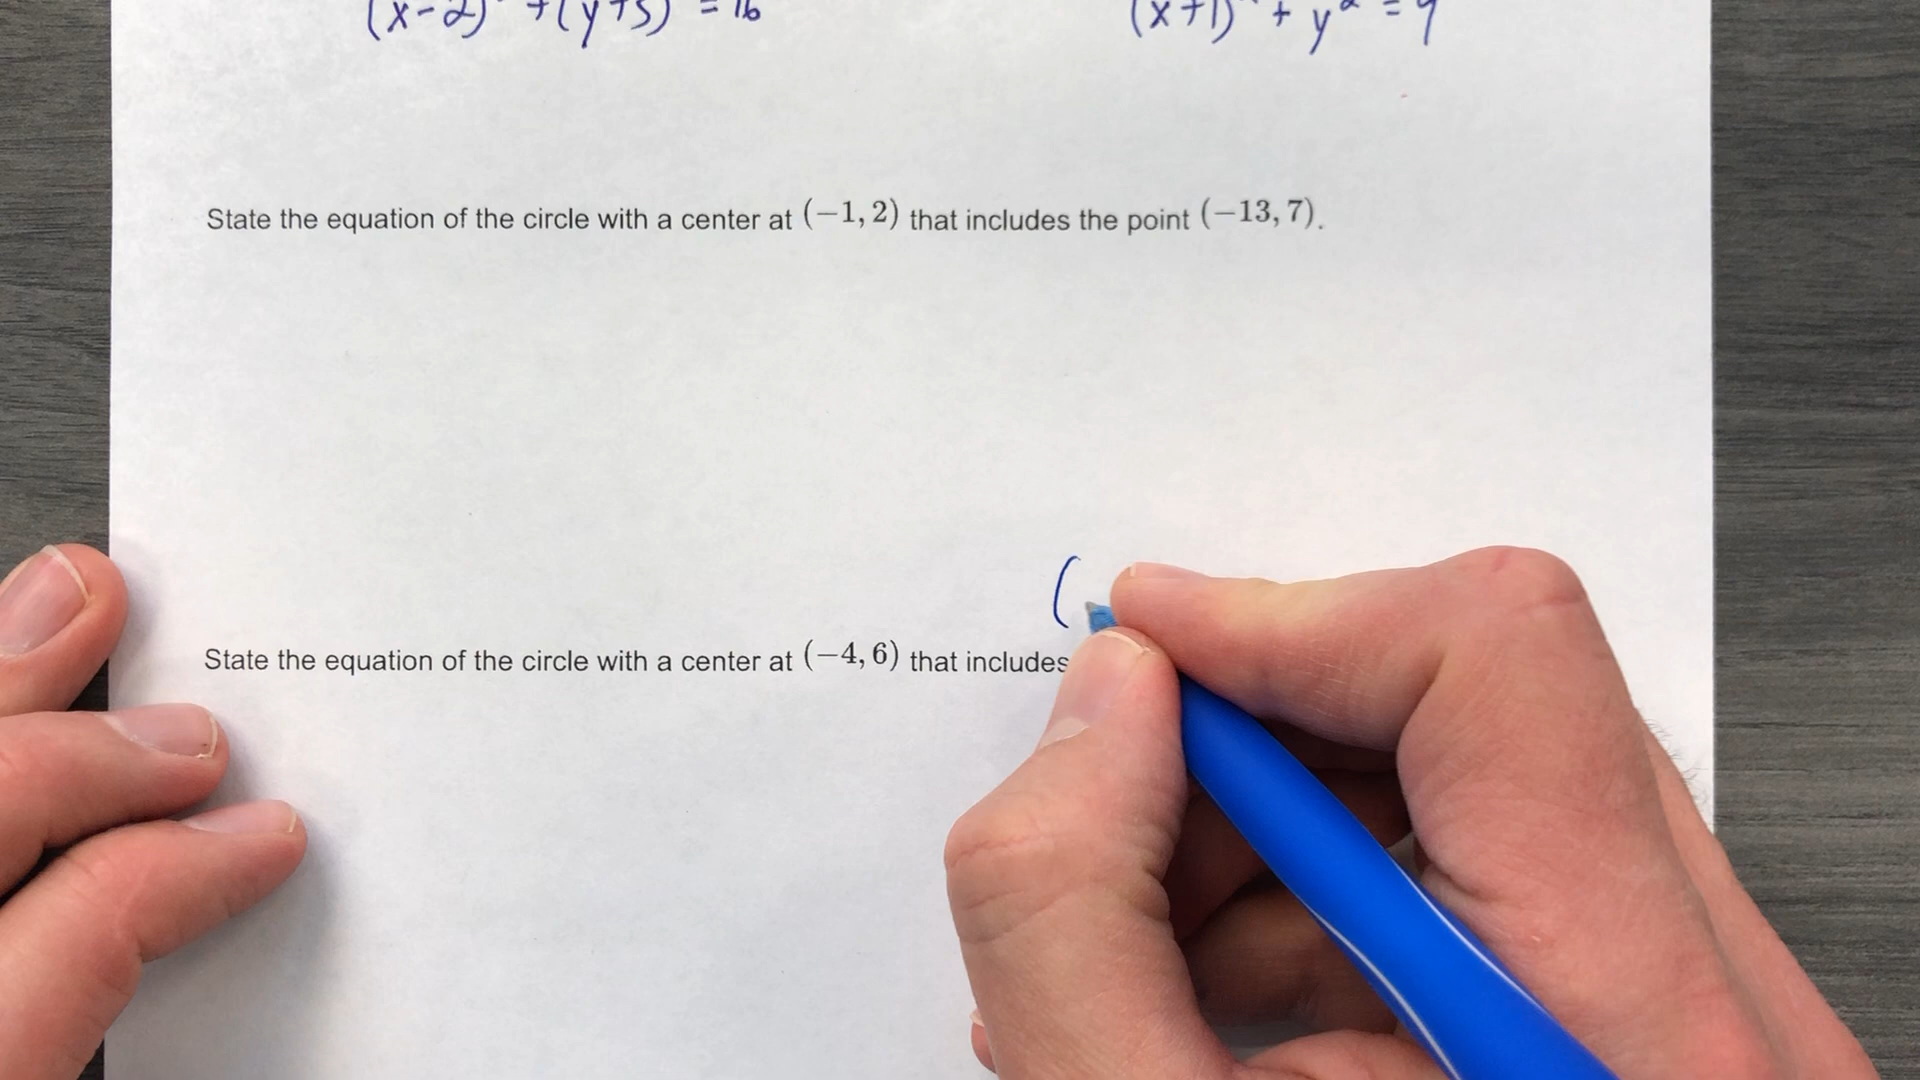 (x-2)² + (y+5)² = 16
(x+1)² + y² = 9
State the equation of the circle with a center at (−1, 2) that includes the point (−13, 7).
(
State the equation of the circle with a center at (−4, 6) that includes